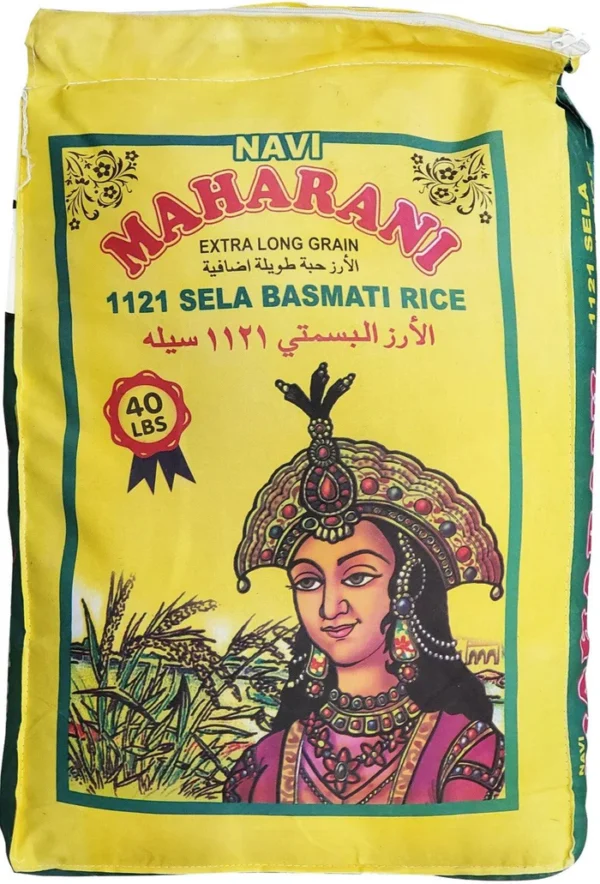 NAVI
MAHARANI
EXTRA LONG GRAIN
الأرز حبة طويلة اضافية
1121 SELA BASMATI RICE
الأرز البسمتي ١١٢١ سيله
40
LBS
1121 SELA
NAVI